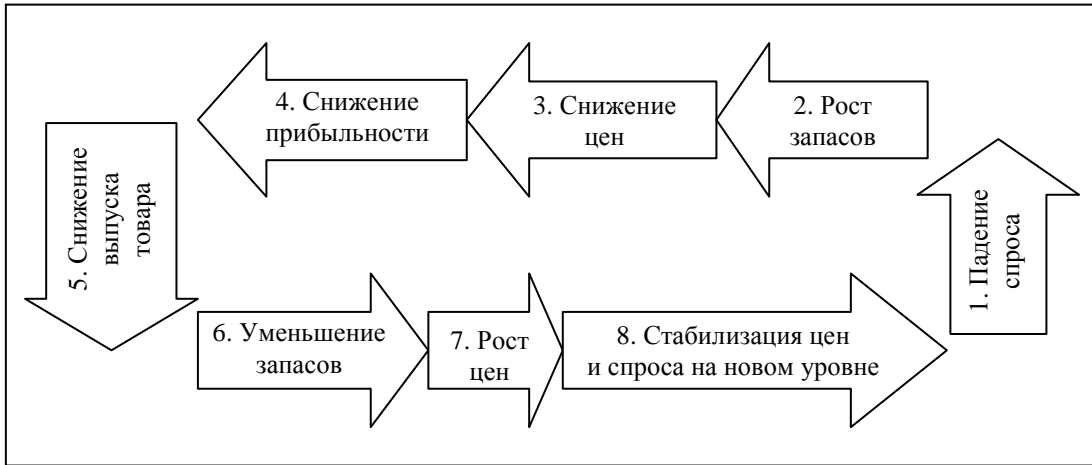 1. Падение
спроса
2. Рост
запасов
3. Снижение
цен
4. Снижение
прибыльности
5. Снижение
выпуска
товара
6. Уменьшение
запасов
7. Рост
цен
8. Стабилизация цен
и спроса на новом уровне